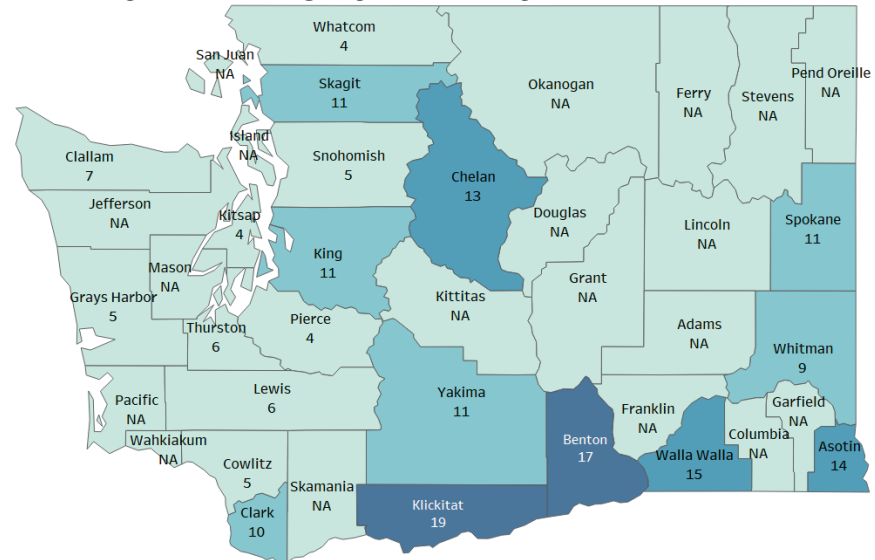 Whatcom
4
San Juan
NA
Skagit
11
Okanogan
NA
Ferry
NA
Stevens
NA
Pend Oreille
NA
Island
NA
Clallam
7
Snohomish
5
Chelan
13
Jefferson
NA
Kitsap
4
Douglas
NA
Lincoln
NA
Spokane
11
King
11
Mason
NA
Grays Harbor
5
Kittitas
NA
Grant
NA
Thurston
6
Pierce
4
Adams
NA
Whitman
9
Lewis
6
Yakima
11
Pacific
NA
Franklin
NA
Garfield
NA
Wahkiakum
NA
Benton
17
Columbia
NA
Walla Walla
15
Asotin
14
Cowlitz
5
Skamania
NA
Clark
10
Klickitat
19